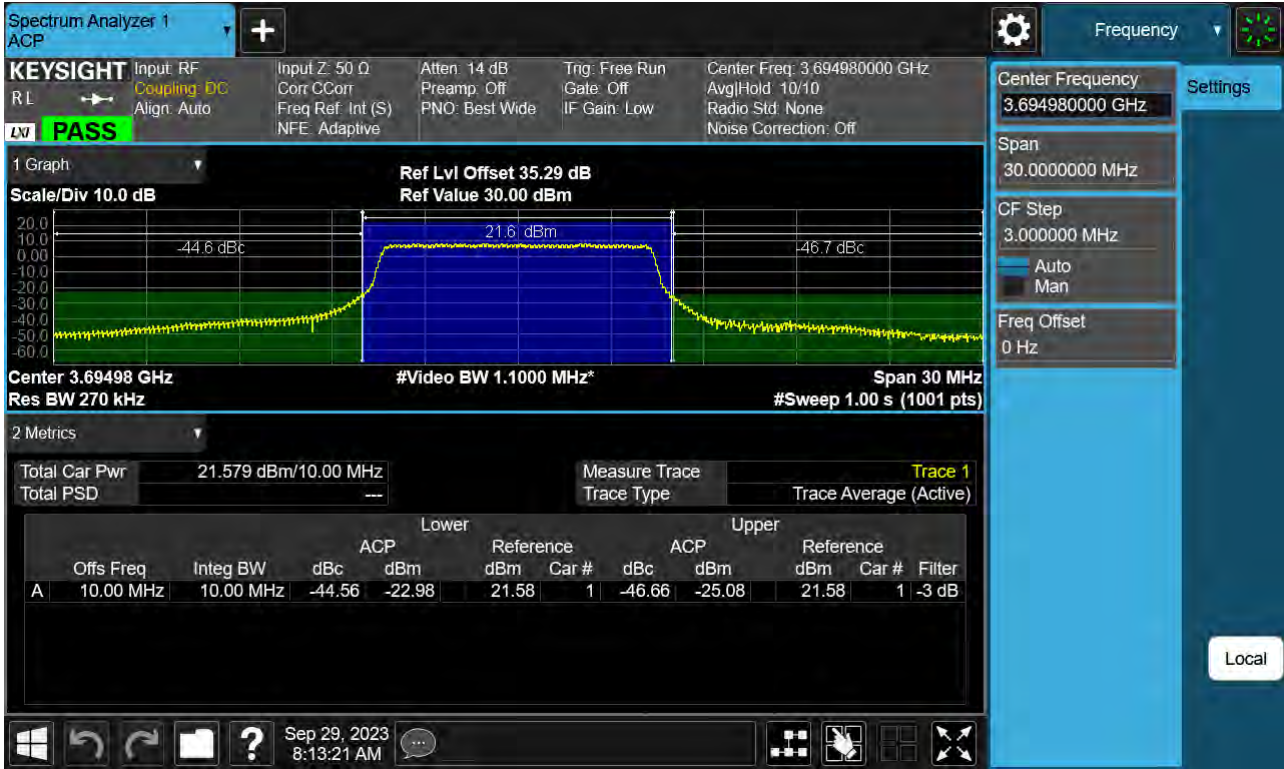 Spectrum Analyzer 1
ACP
+
Frequency
KEYSIGHT
R L
LXI
PASS
Input: RF
Coupling: DC
Align: Auto
Input Z: 50 Ω
Corr CCorr
Freq Ref: Int (S)
NFE: Adaptive
Atten: 14 dB
Preamp: Off
PNO: Best Wide
Trig: Free Run
Gate: Off
IF Gain: Low
Center Freq: 3.694980000 GHz
Avg|Hold: 10/10
Radio Std: None
Noise Correction: Off
Center Frequency
3.694980000 GHz
Settings
Span
30.0000000 MHz
CF Step
3.000000 MHz
Auto
Man
Freq Offset
0 Hz
Local
1 Graph
Scale/Div 10.0 dB
Ref Lvl Offset 35.29 dB
Ref Value 30.00 dBm
20.0
10.0
0.00
-10.0
-20.0
-30.0
-40.0
-50.0
-60.0
-44.6 dBc
21.6 dBm
-46.7 dBc
Center 3.69498 GHz
#Video BW 1.1000 MHz*
Span 30 MHz
Res BW 270 kHz
#Sweep 1.00 s (1001 pts)
2 Metrics
Total Car Pwr 21.579 dBm/10.00 MHz
Total PSD ---
Measure Trace Trace 1
Trace Type Trace Average (Active)
Lower Upper
ACP Reference ACP Reference
Offs Freq Integ BW dBc dBm dBm Car # dBc dBm dBm Car # Filter
A 10.00 MHz 10.00 MHz -44.56 -22.98 21.58 1 -46.66 -25.08 21.58 1 -3 dB
?
Sep 29, 2023
8:13:21 AM